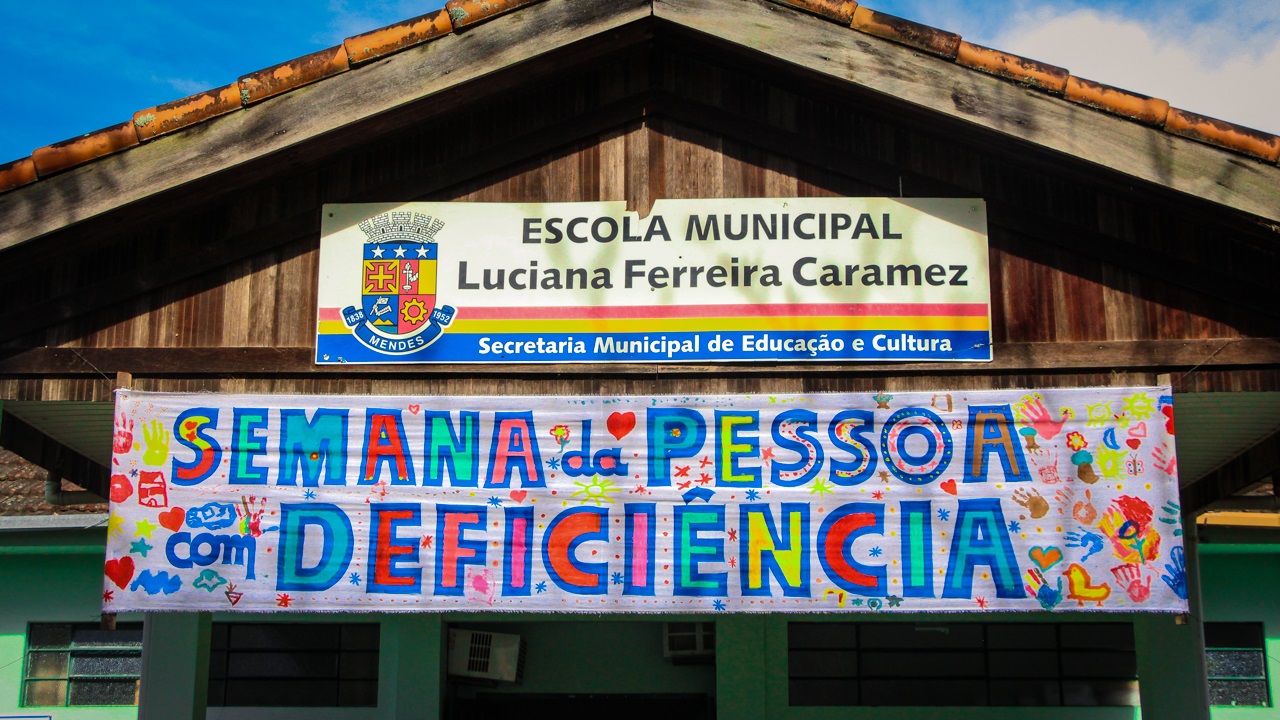 ESCOLA MUNICIPAL
Luciana Ferreira Caramez
1838 1952
MENDES
Secretaria Municipal de Educação e Cultura
SEMANA da PESSOA
com DEFICIÊNCIA